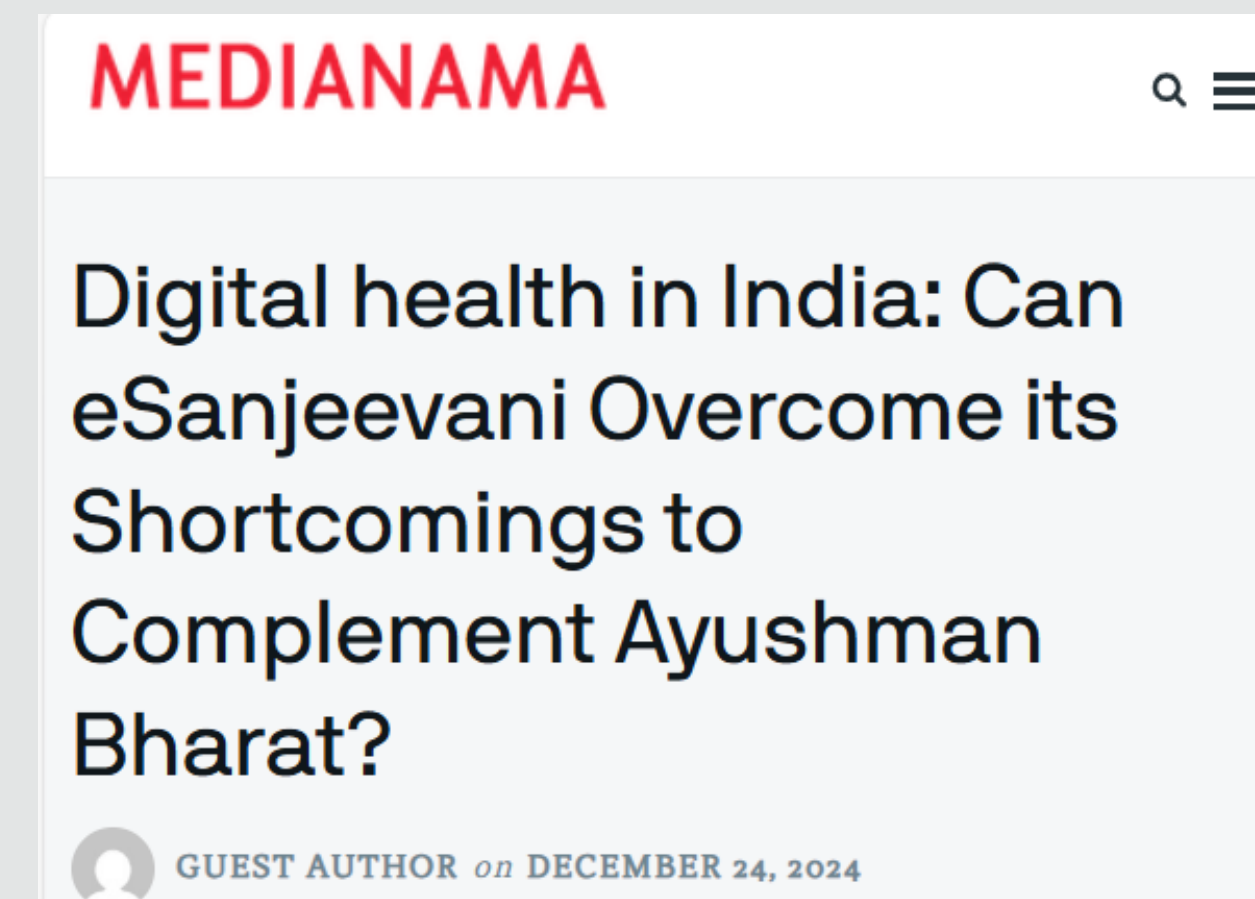 MEDIANAMA
Digital health in India: Can
eSanjeevani Overcome its
Shortcomings to
Complement Ayushman
Bharat?
GUEST AUTHOR on DECEMBER 24, 2024